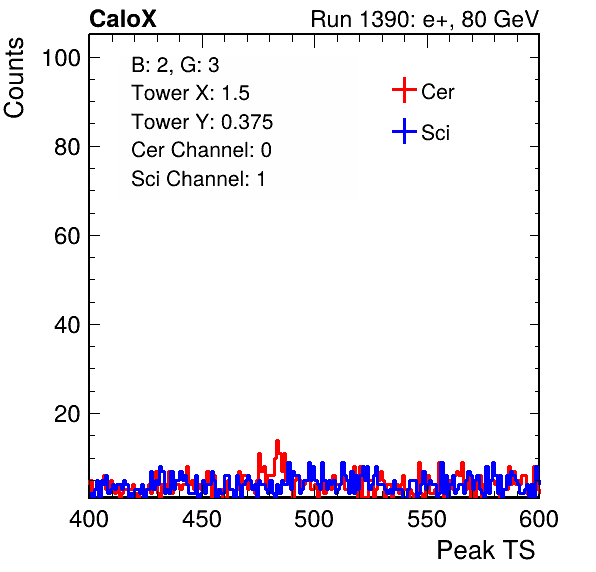 CaloX Run 1390: e+, 80 GeV
Counts
100
80
60
40
20
B: 2, G: 3
Tower X: 1.5
Tower Y: 0.375
Cer Channel: 0
Sci Channel: 1
Cer
Sci
400 450 500 550 600
Peak TS